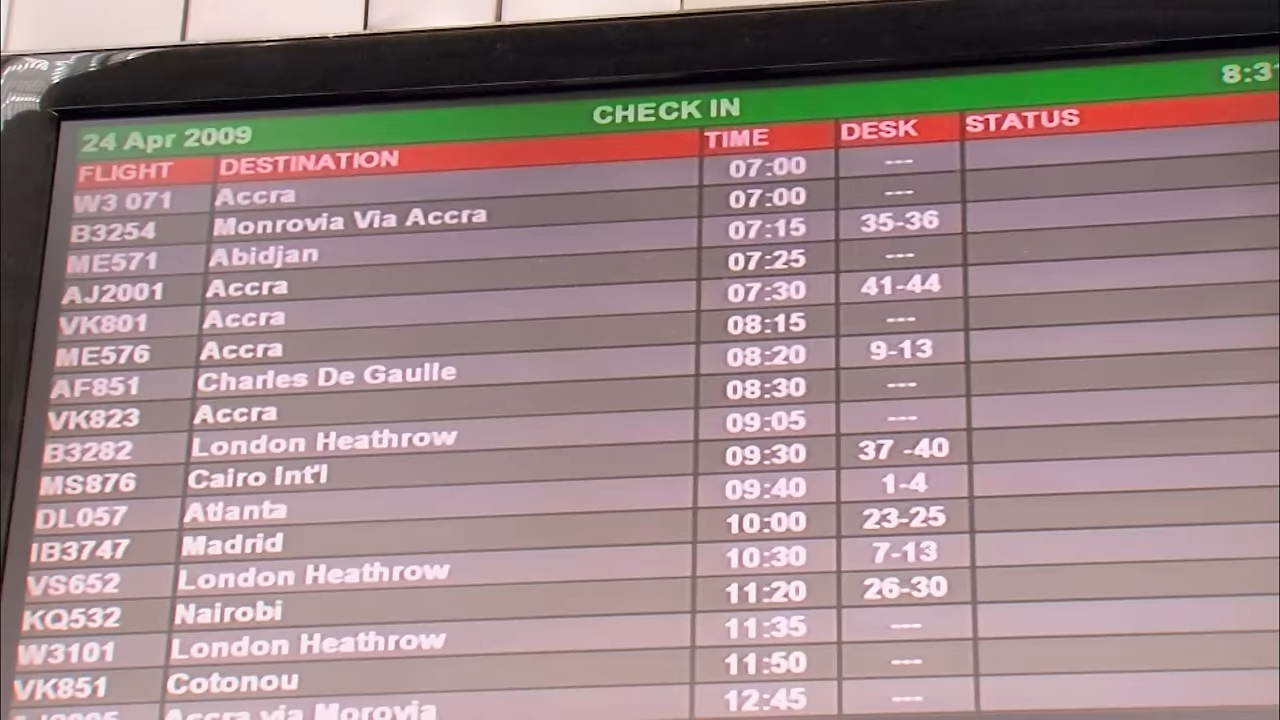 CHECK IN
24 Apr 2009
FLIGHT DESTINATION TIME DESK STATUS
W3 071 Accra 07:00 ---
B3254 Monrovia Via Accra 07:00 ---
ME571 Abidjan 07:15 35-36
AJ2001 Accra 07:25 ---
VK801 Accra 07:30 41-44
ME576 Accra 08:15 ---
AF851 Charles De Gaulle 08:20 9-13
VK823 Accra 08:30 ---
B3282 London Heathrow 09:05 ---
MS876 Cairo Int'l 09:30 37 -40
DL057 Atlanta 09:40 1-4
IB3747 Madrid 10:00 23-25
VS652 London Heathrow 10:30 7-13
KQ532 Nairobi 11:20 26-30
W3101 London Heathrow 11:35 ---
VK851 Cotonou 11:50 ---
Accra via Morovia 12:45 ---